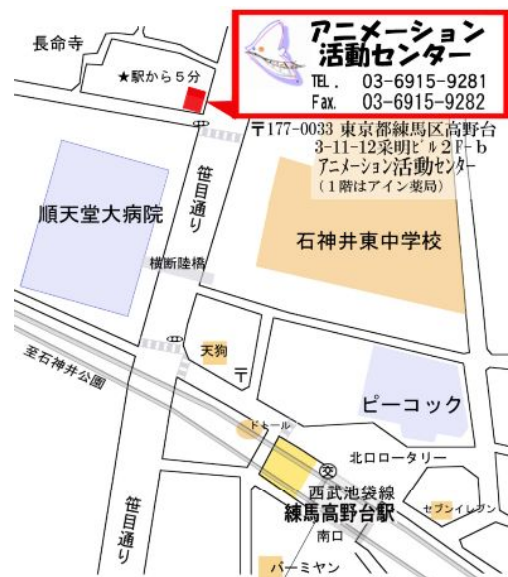 アニメーション
活動センター
TEL. 03-6915-9281
Fax. 03-6915-9282
長命寺
★駅から５分
〒177-0033 東京都練馬区高野台
3-11-12采明ビル２F-b
アニメーション活動センター
(１階はアイン薬局)
笹目通り
順天堂大病院
石神井東中学校
横断陸橋
天狗
〒
至石神井公園
ピーコック
ドトール
北口ロータリー
交
西武池袋線
練馬高野台駅
南口
セブンイレブン
笹目通り
バーミヤン